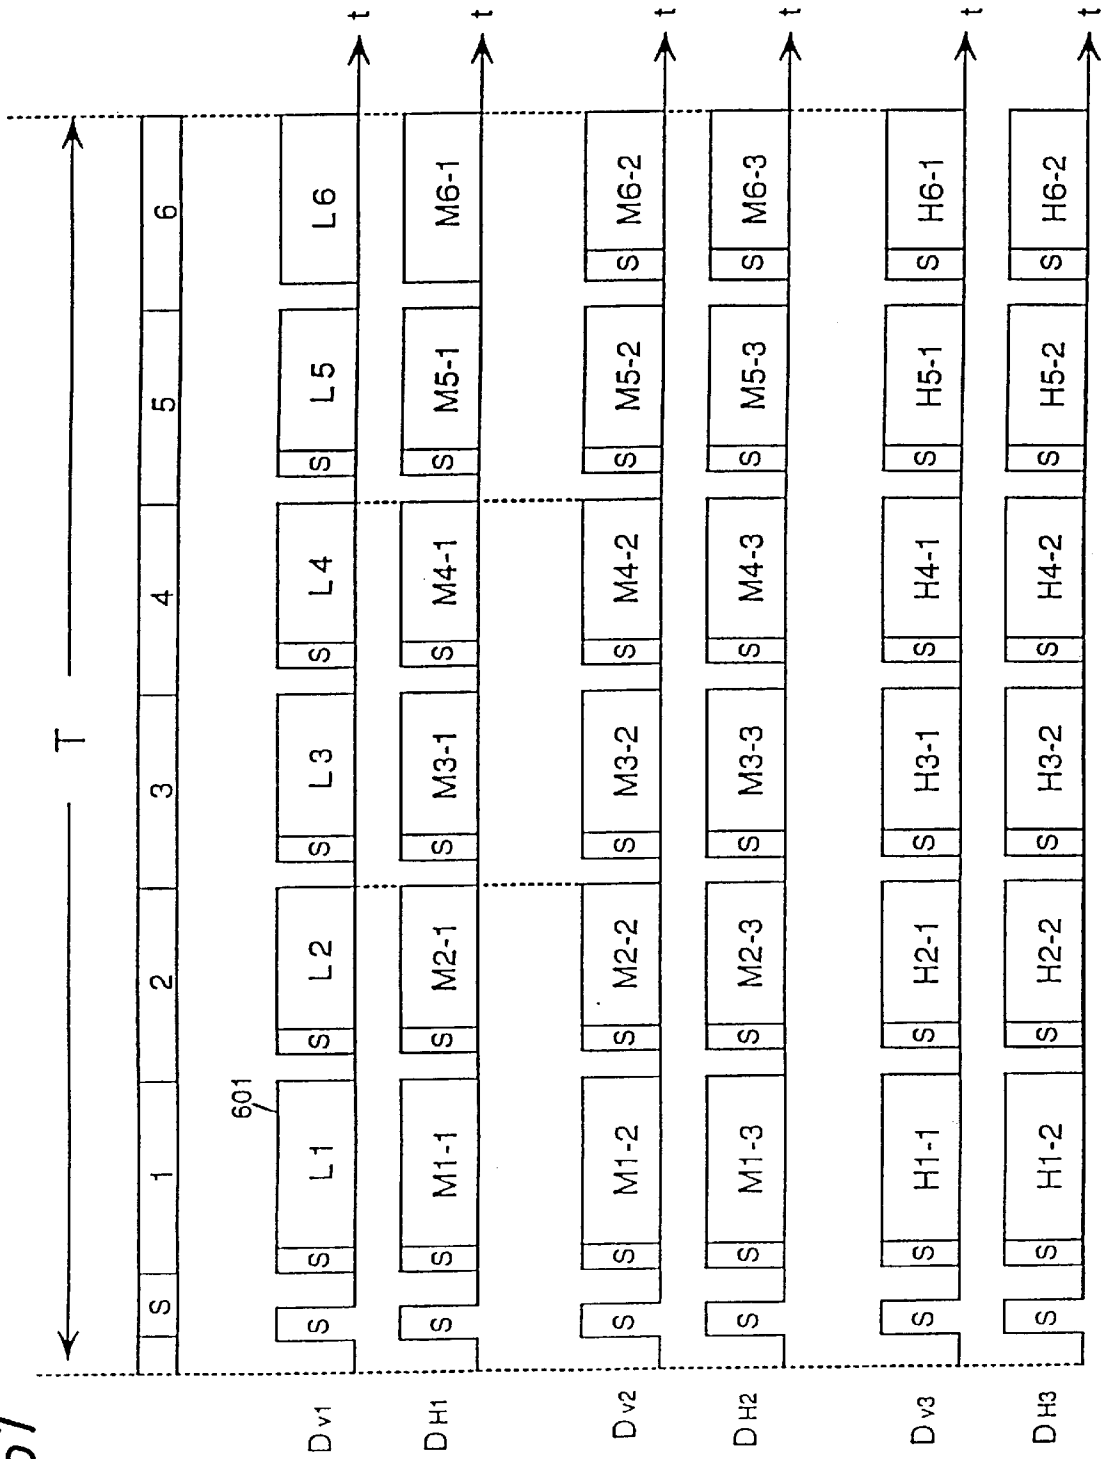 T
S 1 2 3 4 5 6
601
Dv1 S S L1 S L2 S L3 S L4 S L5 L6 t
DH1 S S M1-1 S M2-1 S M3-1 S M4-1 S M5-1 M6-1 t
Dv2 S S M1-2 S M2-2 S M3-2 S M4-2 S M5-2 S M6-2 t
DH2 S S M1-3 S M2-3 S M3-3 S M4-3 S M5-3 S M6-3 t
Dv3 S S H1-1 S H2-1 S H3-1 S H4-1 S H5-1 S H6-1 t
DH3 S S H1-2 S H2-2 S H3-2 S H4-2 S H5-2 S H6-2 t